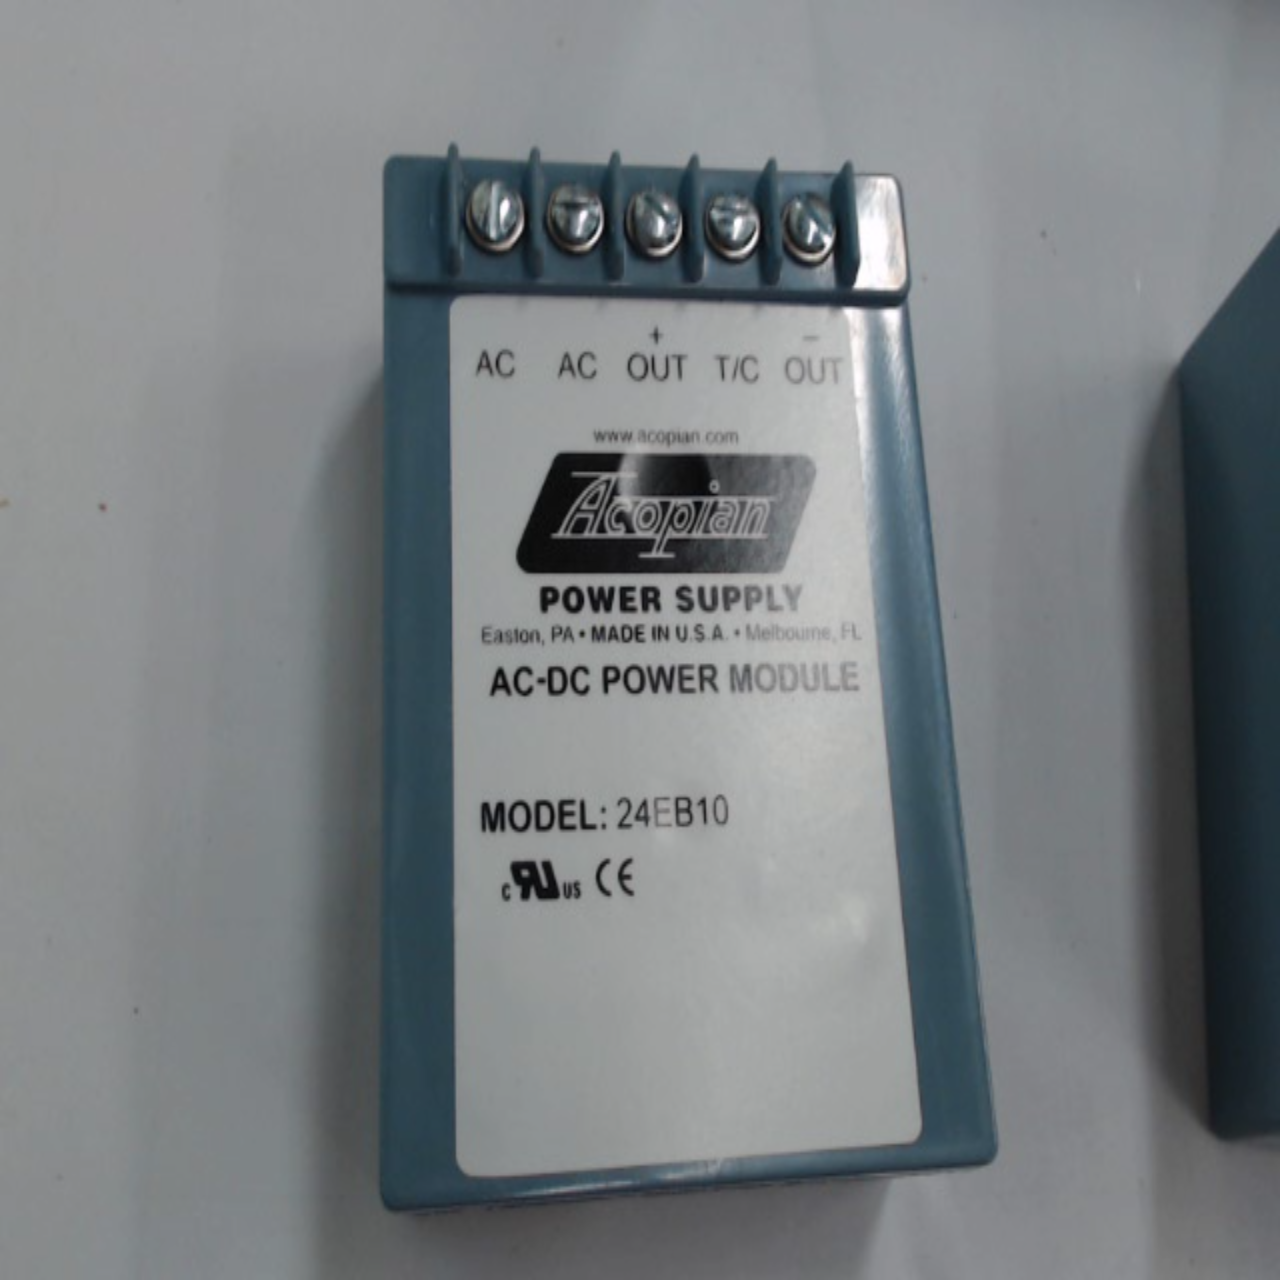 + −
AC AC OUT T/C OUT
www.acopian.com
Acopian
POWER SUPPLY
Easton, PA • MADE IN U.S.A. • Melbourne, FL
AC-DC POWER MODULE
MODEL: 24EB10
c RU US CE